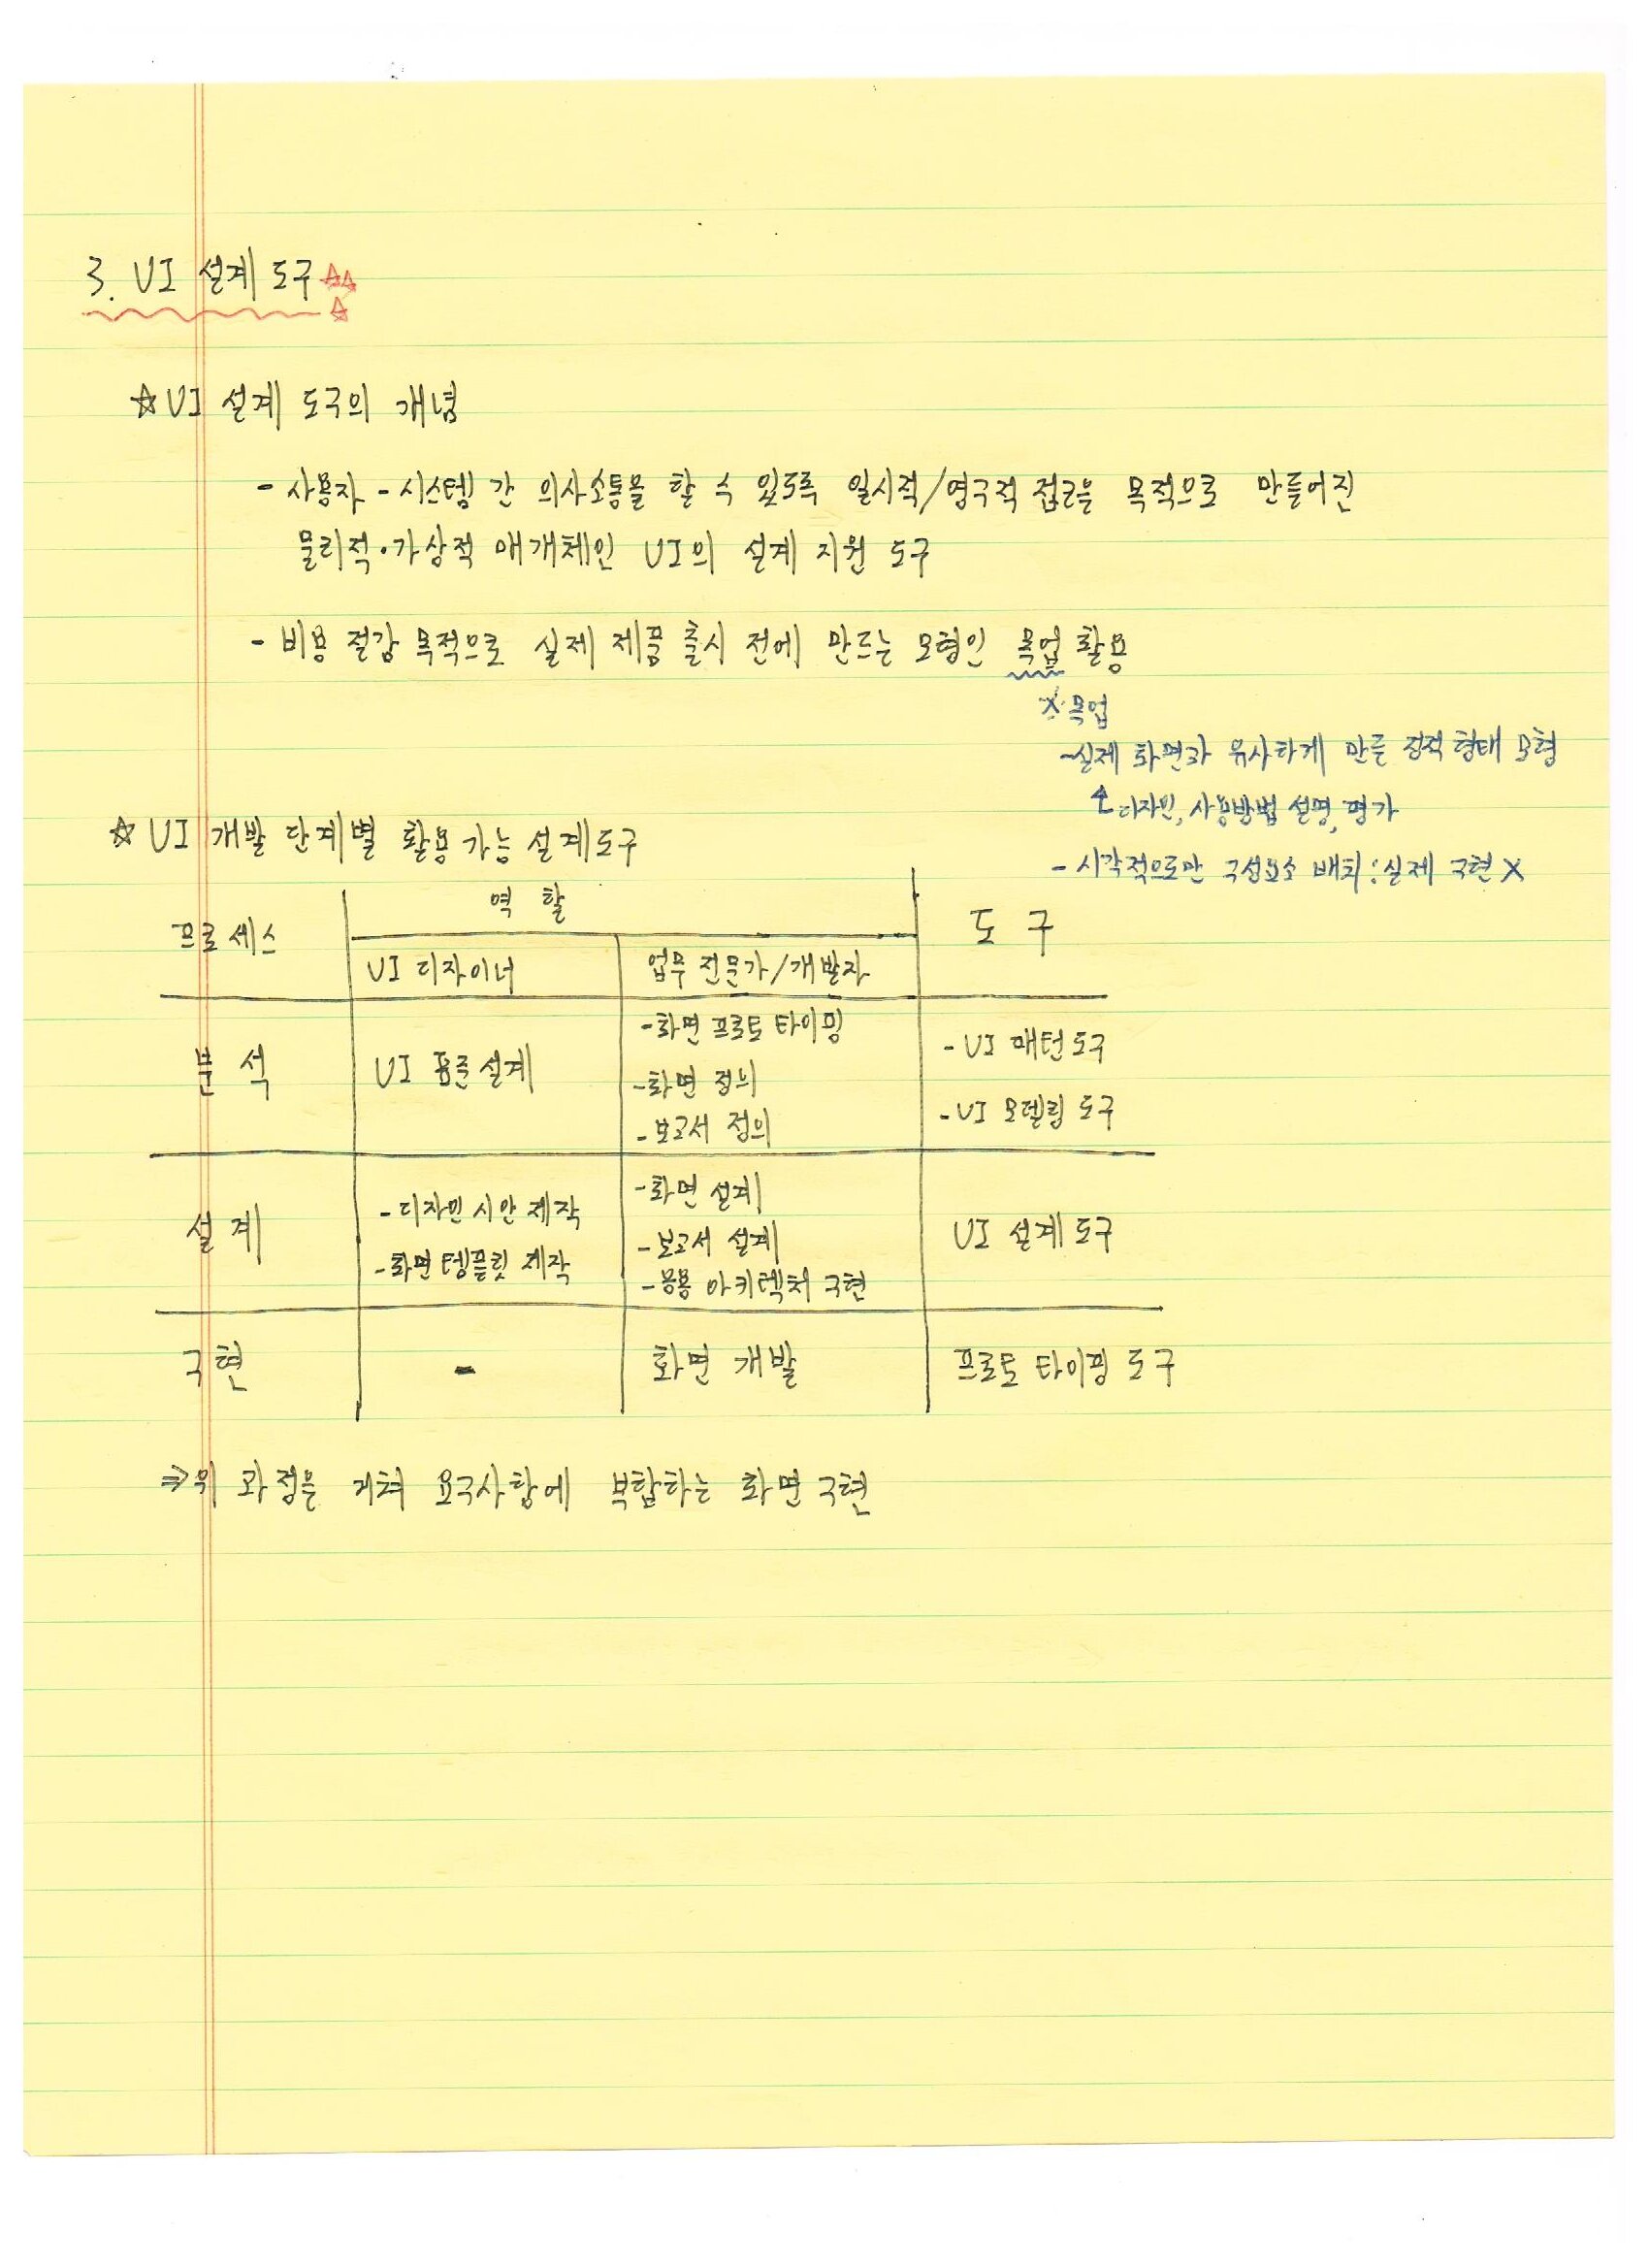 3. UI 설계 도구 ☆☆☆
☆ UI 설계 도구의 개념
- 사용자 - 시스템 간 의사소통을 할 수 있도록 일시적/영구적 접근을 목적으로 만들어진
물리적·가상적 매개체인 UI의 설계 지원 도구
- 비용 절감 목적으로 실제 제품 출시 전에 만드는 모형인 목업 활용
※ 목업
- 실제 화면과 유사하게 만든 정적 형태 모형
↑ 디자인, 사용방법 설명, 평가
- 시각적으로만 구성요소 배치 : 실제 구현 X
☆ UI 개발 단계별 활용 가능 설계도구
프로세스 역 할 도 구
UI 디자이너 업무 전문가/개발자
분 석 UI 표준 설계
- 화면 프로토 타이핑
- 화면 정의
- 보고서 정의
- UI 패턴 도구
- UI 모델링 도구
설 계
- 디자인 시안 제작
- 화면 템플릿 제작
- 화면 설계
- 보고서 설계
- 응용 아키텍처 구현
UI 설계 도구
구 현 - 화면 개발 프로토 타이핑 도구
⇒ 위 과정을 거쳐 요구사항에 부합하는 화면 구현